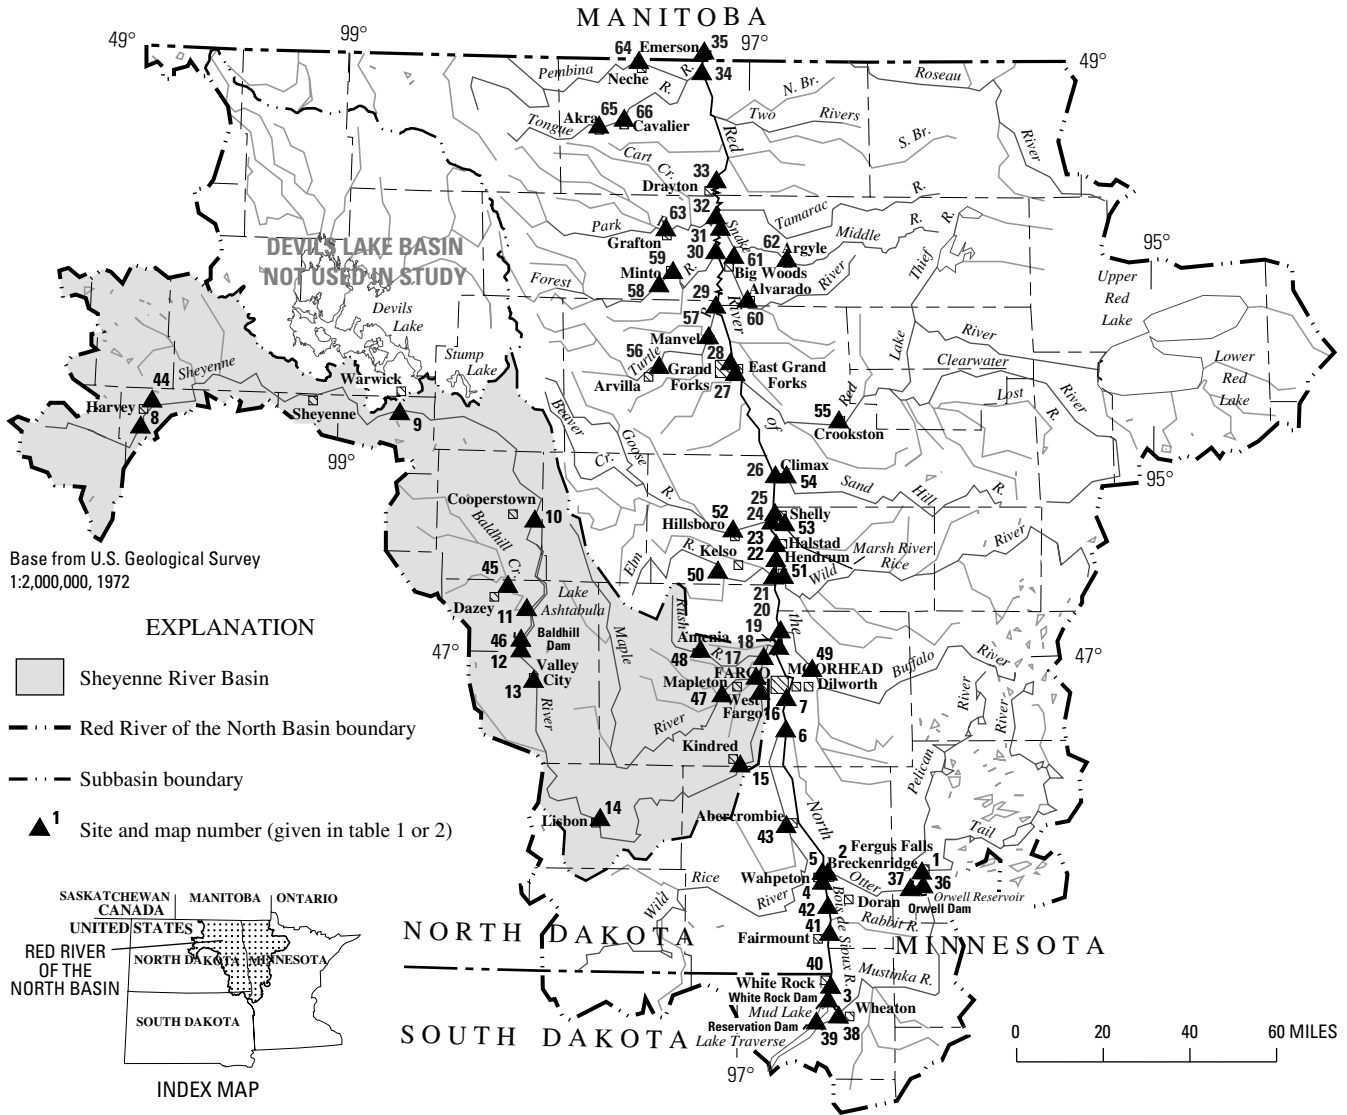 MANITOBA
49°
99°
97°
49°
64
Emerson
35
Neche
34
Pembina
R.
R.
Roseau
River
N. Br.
Two
Rivers
S. Br.
65
66
Akra
Cavalier
Tongue
Red
Cart
Cr.
33
Drayton
32
63
Park
R.
Grafton
31
Snake
Tamarac
R.
Middle
R.
30
62
Argyle
61
Big Woods
Thief
R.
DEVILS LAKE BASIN
NOT USED IN STUDY
59
Minto
R.
58
Forest
29
River
Alvarado
River
60
95°
Upper
Red
Lake
Devils
Lake
57
R.
Manvel
56
Turtle
28
Arvilla
Grand
Forks
27
East Grand
Forks
Lake
River
Clearwater
River
Lost
R.
Lower
Red
Lake
Stump
Lake
44
Sheyenne
Warwick
Harvey
8
Sheyenne
9
Beaver
Cr.
Goose
R.
of
55
Red
Crookston
99°
95°
26
Climax
54
Sand
Hill
R.
Cooperstown
10
Baldhill
Cr.
25
24
Shelly
53
52
Hillsboro
23
Halstad
22
Hendrum
Marsh River
River
Rice
Wild
Elm
R.
Kelso
50
51
21
20
Base from U.S. Geological Survey
1:2,000,000, 1972
45
Dazey
11
Lake
Ashtabula
46
Baldhill
Dam
12
Valley
City
13
47°
47°
Maple
River
Rush
R.
Amenia
48
19
the
18
17
FARGO
MOORHEAD
49
Dilworth
Buffalo
River
Mapleton
47
West
Fargo
16
7
River
Kindred
6
15
River
River
Pelican
EXPLANATION
Sheyenne River Basin
Red River of the North Basin boundary
Subbasin boundary
1
Site and map number (given in table 1 or 2)
14
Lisbon
Abercrombie
43
North
Tail
5
2
Fergus Falls
1
Breckenridge
Wahpeton
Otter
37
36
Orwell Reservoir
Orwell Dam
4
Doran
42
Bois de Sioux R.
Rabbit R.
Rice
River
Wild
41
Fairmount
NORTH DAKOTA
MINNESOTA
40
Mustinka R.
White Rock
White Rock Dam
3
Mud Lake
Wheaton
Reservation Dam
Lake Traverse
39
38
SOUTH DAKOTA
97°
0
20
40
60 MILES
SASKATCHEWAN
MANITOBA
ONTARIO
CANADA
UNITED STATES
RED RIVER
OF THE
NORTH BASIN
NORTH DAKOTA
MINNESOTA
SOUTH DAKOTA
INDEX MAP